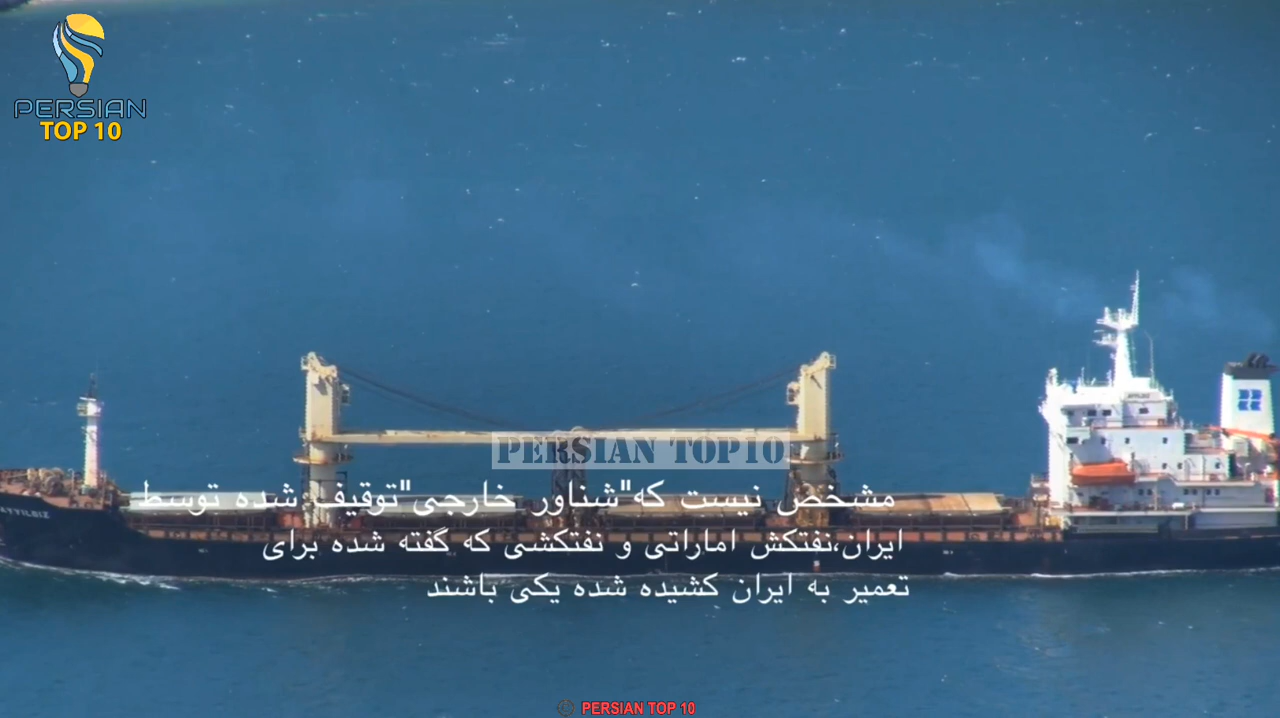 PERSIAN
TOP 10
PERSIAN TOP10
مشخص نیست که"شناور خارجی"توقیف شده توسط
ایران،نفتکش اماراتی و نفتکشی که گفته شده برای
تعمیر به ایران کشیده شده یکی باشند
PERSIAN TOP 10